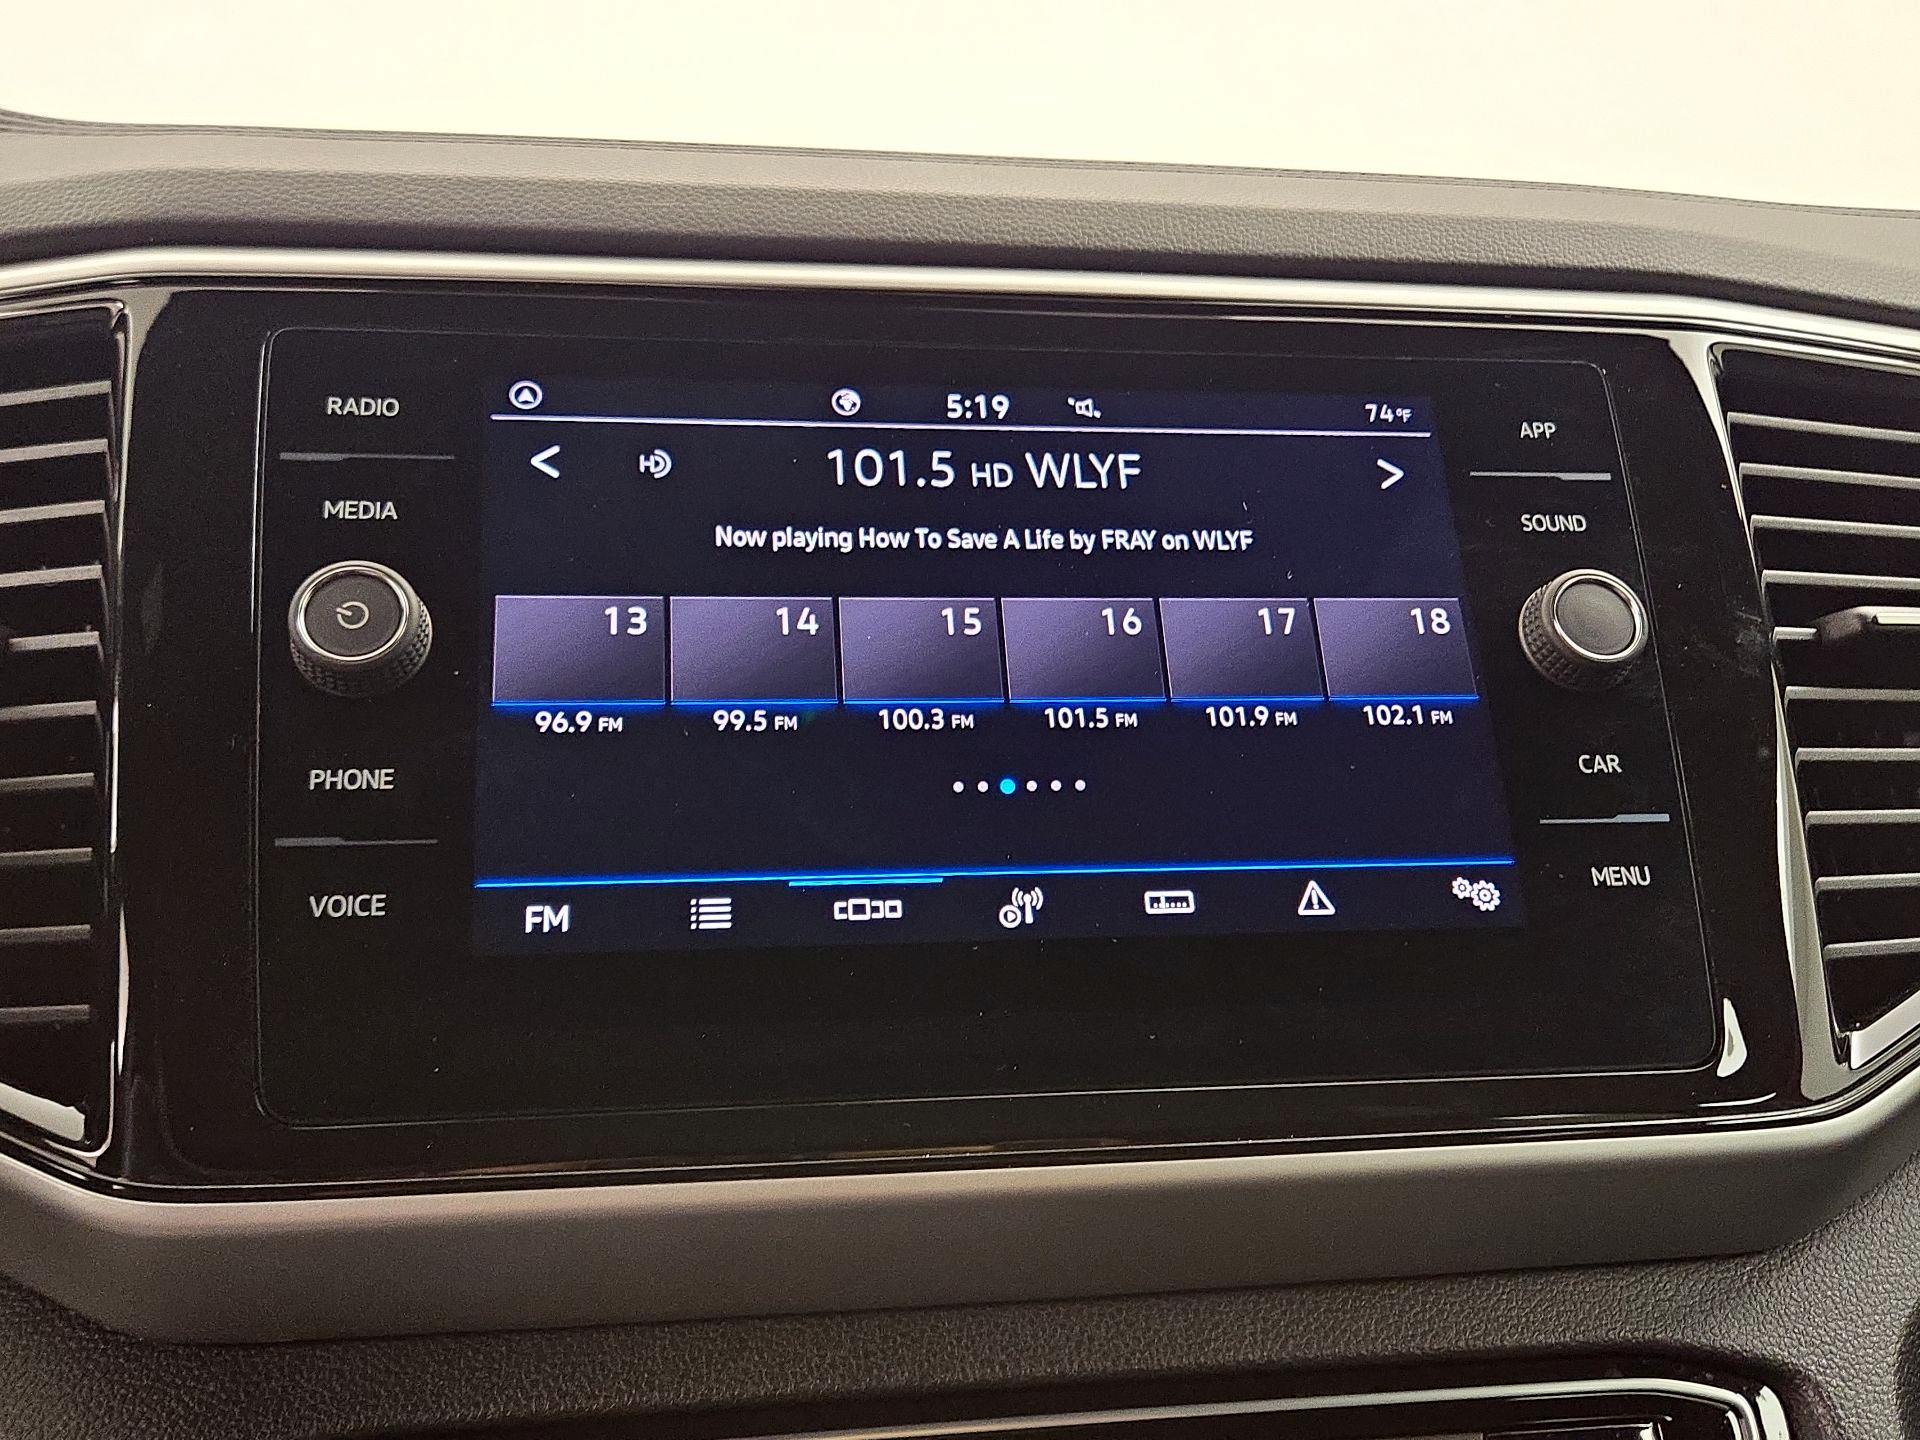 RADIO
MEDIA
PHONE
VOICE
5:19
74°F
HD
101.5 HD WLYF
Now playing How To Save A Life by FRAY on WLYF
13 14 15 16 17 18
96.9 FM 99.5 FM 100.3 FM 101.5 FM 101.9 FM 102.1 FM
FM
APP
SOUND
CAR
MENU